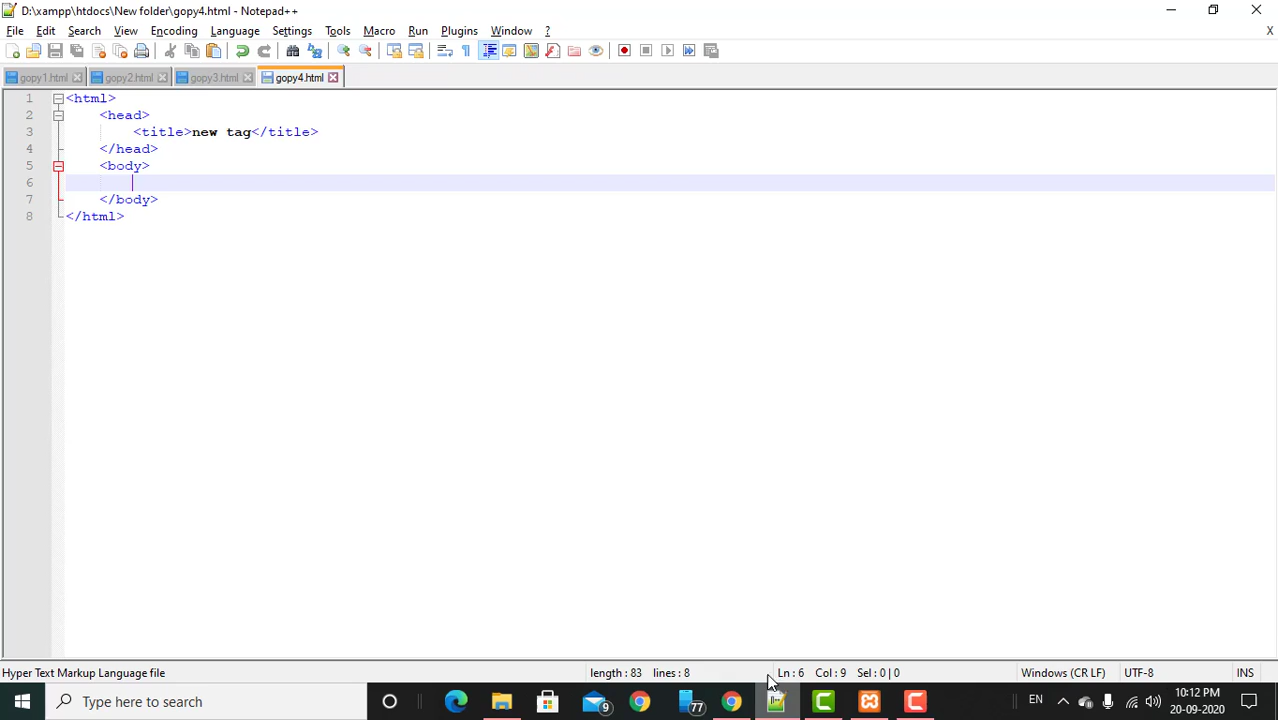 D:\xampp\htdocs\New folder\gopy4.html - Notepad++
File Edit Search View Encoding Language Settings Tools Macro Run Plugins Window ? X
gopy1.html gopy2.html gopy3.html gopy4.html
1 <html>
2 <head>
3 <title>new tag</title>
4 </head>
5 <body>
6
7 </body>
8 </html>
Hyper Text Markup Language file length : 83 lines : 8 Ln : 6 Col : 9 Sel : 0 | 0 Windows (CR LF) UTF-8 INS
Type here to search 9 77 EN 10:12 PM
20-09-2020